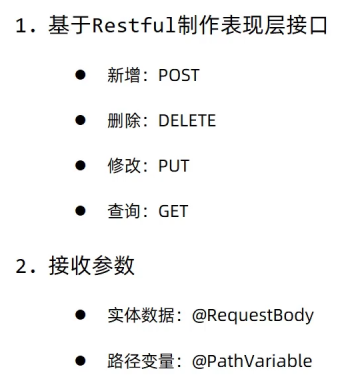 1. 基于Restful制作表现层接口
● 新增：POST
● 删除：DELETE
● 修改：PUT
● 查询：GET
2. 接收参数
● 实体数据：@RequestBody
● 路径变量：@PathVariable